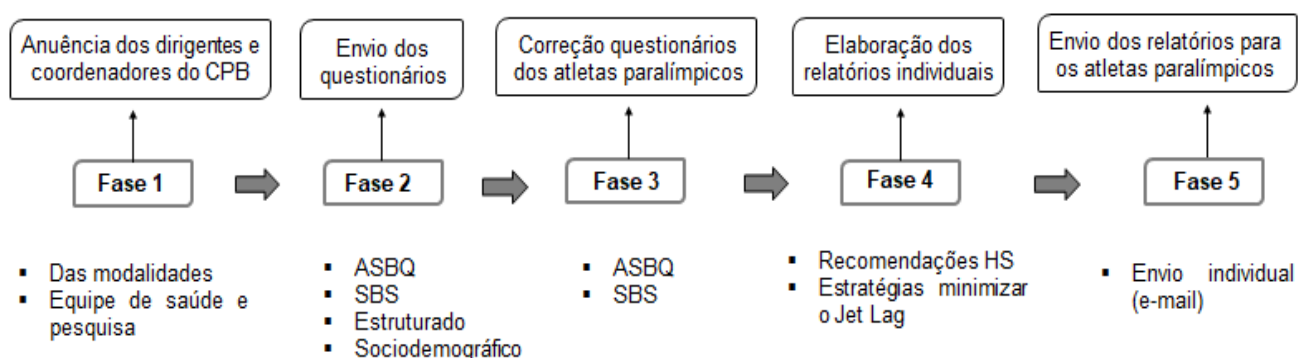 Anuência dos dirigentes e
coordenadores do CPB
Envio dos
questionários
Correção questionários
dos atletas paralímpicos
Elaboração dos
relatórios individuais
Envio dos relatórios para
os atletas paralímpicos
Fase 1
Fase 2
Fase 3
Fase 4
Fase 5
▪ Das modalidades
▪ Equipe de saúde e
pesquisa
▪ ASBQ
▪ SBS
▪ Estruturado
▪ Sociodemográfico
▪ ASBQ
▪ SBS
▪ Recomendações HS
▪ Estratégias minimizar
o Jet Lag
▪ Envio individual
(e-mail)